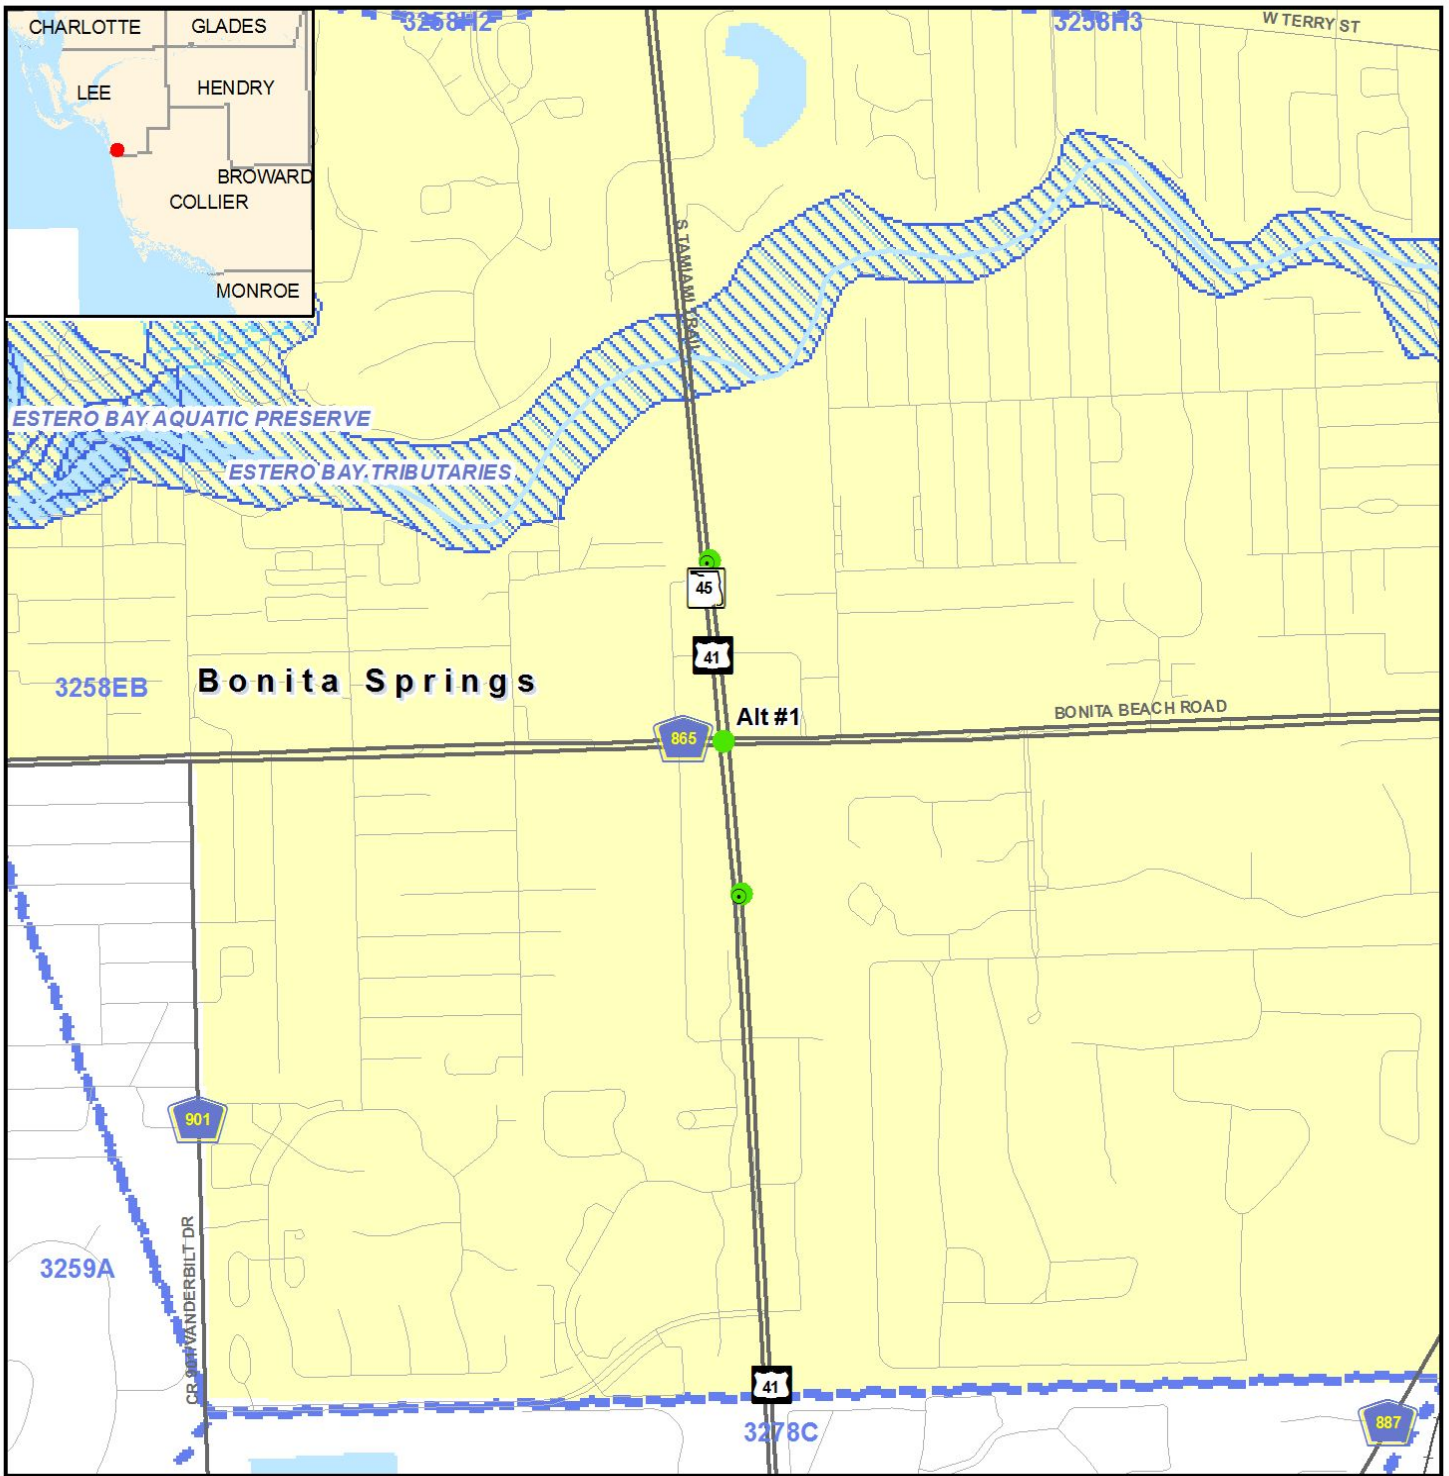 CHARLOTTE
GLADES
LEE
HENDRY
BROWARD
COLLIER
MONROE
3258H2
3258H3
W TERRY ST
S TAMIAMI TRAIL
ESTERO BAY AQUATIC PRESERVE
ESTERO BAY TRIBUTARIES
45
41
3258EB
Bonita Springs
Alt #1
865
BONITA BEACH ROAD
901
CR 901/VANDERBILT DR
3259A
41
3278C
887